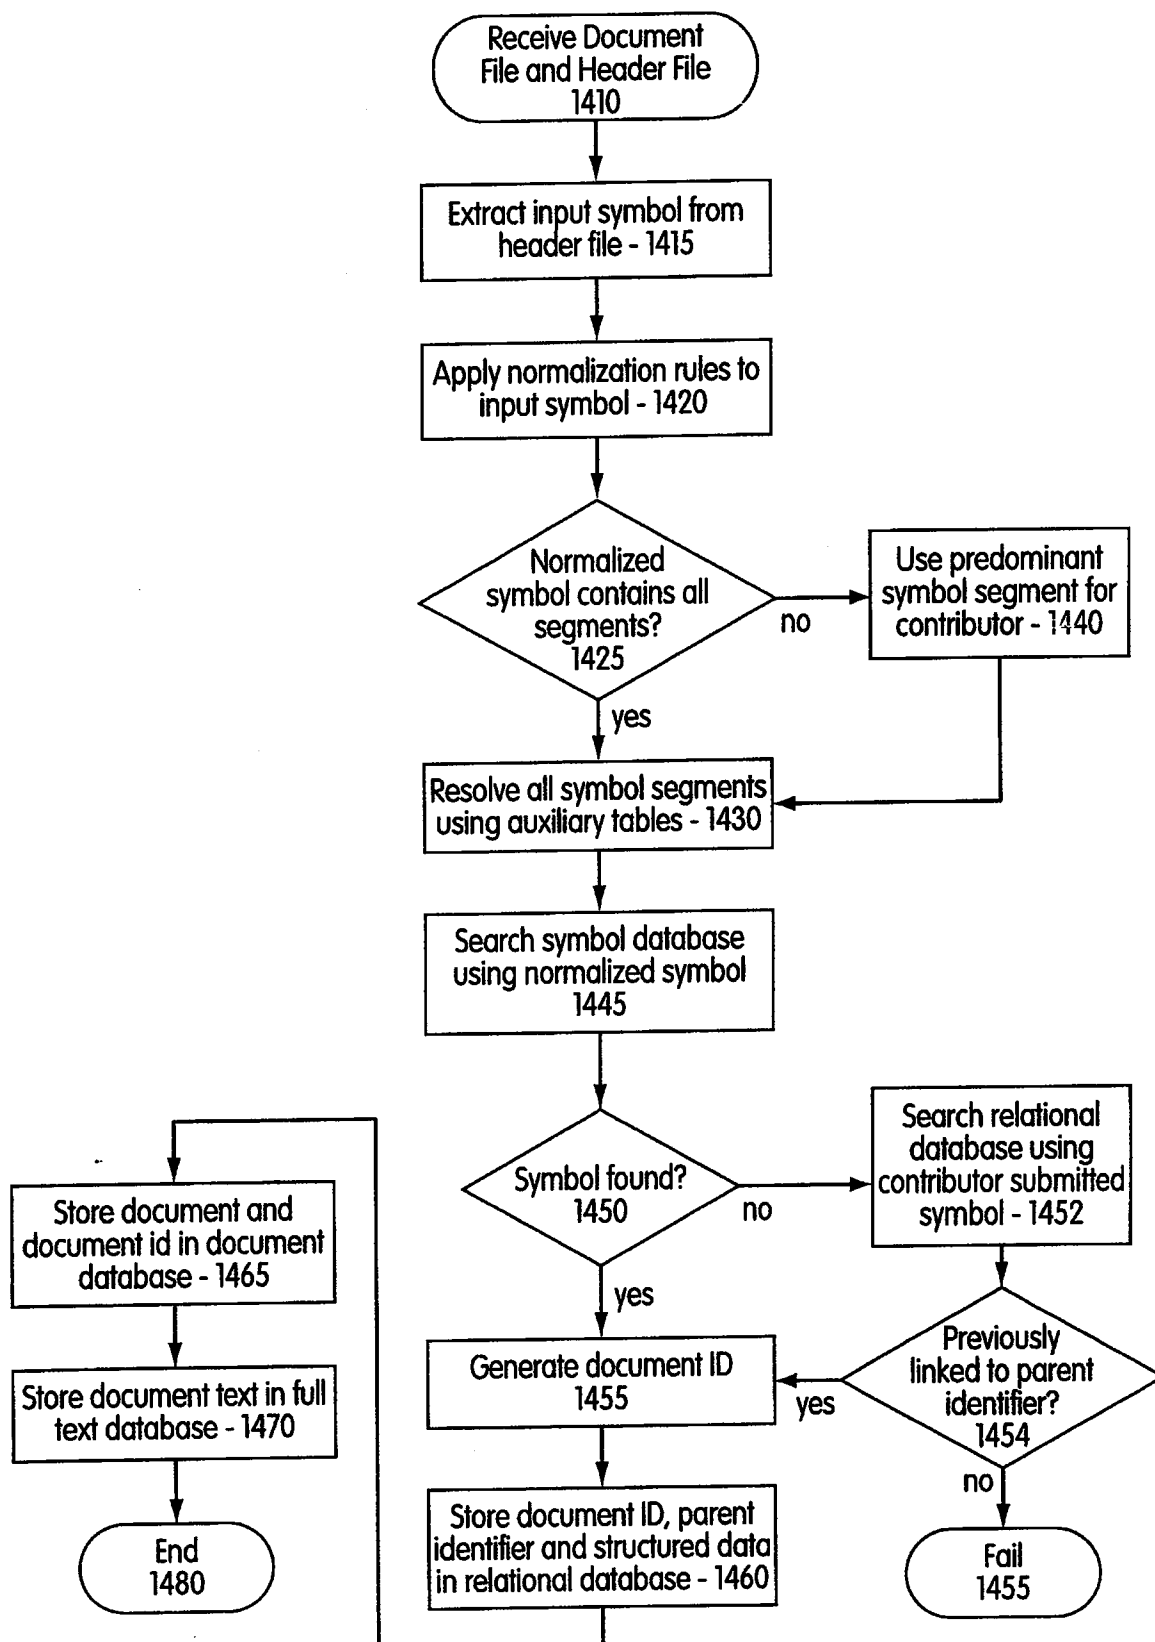 Receive Document
File and Header File
1410
Extract input symbol from
header file - 1415
Apply normalization rules to
input symbol - 1420
Normalized
symbol contains all
segments?
1425
no
Use predominant
symbol segment for
contributor - 1440
yes
Resolve all symbol segments
using auxiliary tables - 1430
Search symbol database
using normalized symbol
1445
Symbol found?
1450
no
Search relational
database using
contributor submitted
symbol - 1452
yes
Previously
linked to parent
identifier?
1454
yes
no
Fail
1455
Generate document ID
1455
Store document ID, parent
identifier and structured data
in relational database - 1460
Store document and
document id in document
database - 1465
Store document text in full
text database - 1470
End
1480